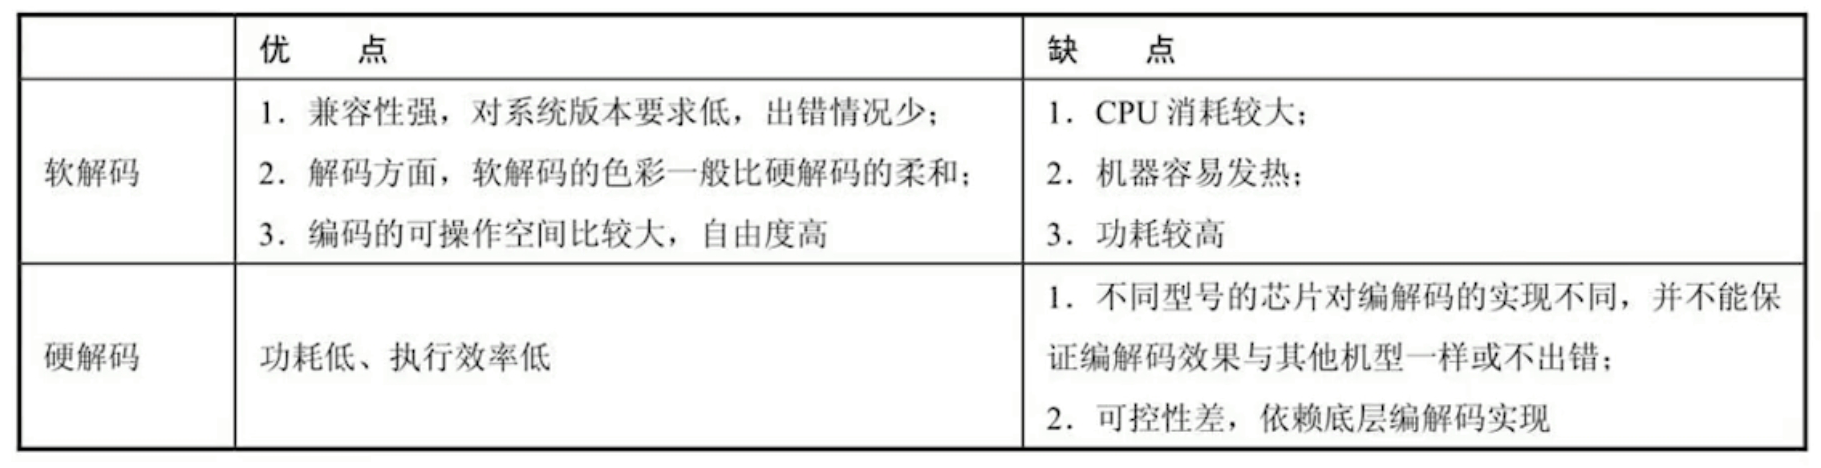 优 点
缺 点
软解码
1. 兼容性强，对系统版本要求低，出错情况少；
2. 解码方面，软解码的色彩一般比硬解码的柔和；
3. 编码的可操作空间比较大，自由度高
1. CPU 消耗较大；
2. 机器容易发热；
3. 功耗较高
硬解码
功耗低、执行效率低
1. 不同型号的芯片对编解码的实现不同，并不能保
证编解码效果与其他机型一样或不出错；
2. 可控性差，依赖底层编解码实现